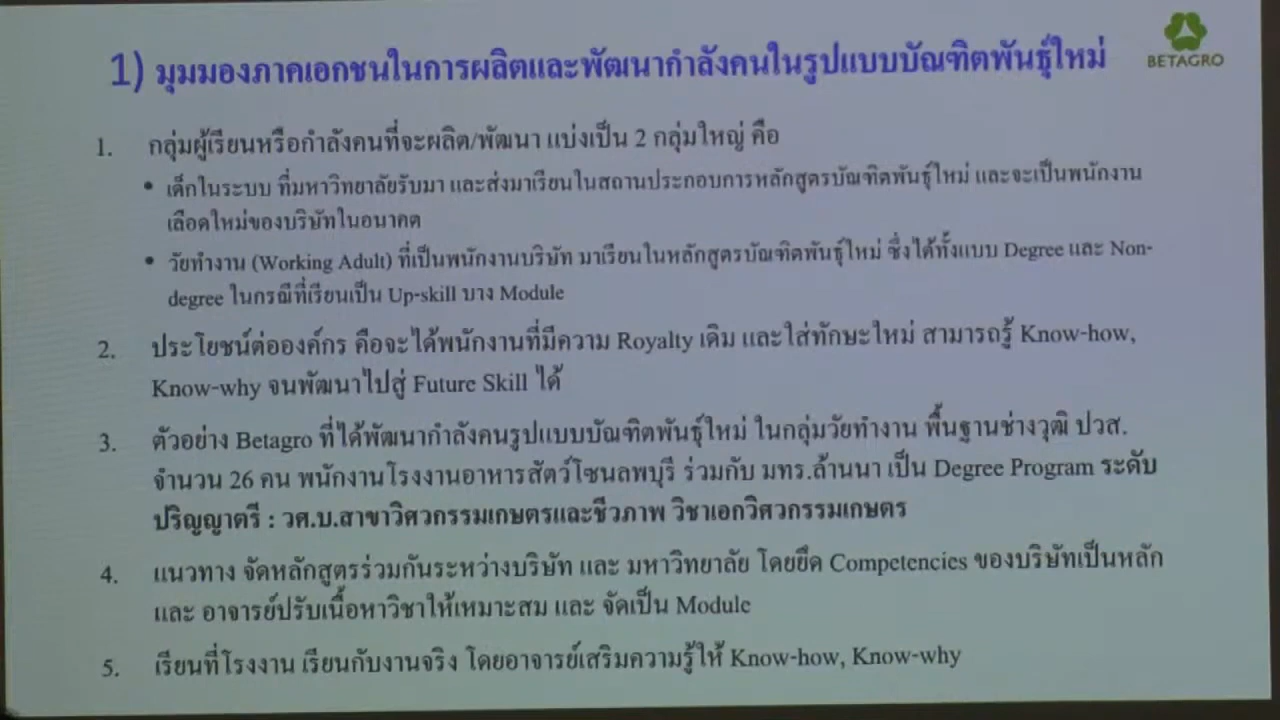 1) มุมมองภาคเอกชนในการผลิตและพัฒนากำลังคนในรูปแบบบัณฑิตพันธุ์ใหม่
BETAGRO
1. กลุ่มผู้เรียนหรือกำลังคนที่จะผลิต/พัฒนา แบ่งเป็น 2 กลุ่มใหญ่ คือ
• เด็กในระบบ ที่มหาวิทยาลัยรับมา และส่งมาเรียนในสถานประกอบการหลักสูตรบัณฑิตพันธุ์ใหม่ และจะเป็นพนักงาน
เลือดใหม่ของบริษัทในอนาคต
• วัยทำงาน (Working Adult) ที่เป็นพนักงานบริษัท มาเรียนในหลักสูตรบัณฑิตพันธุ์ใหม่ ซึ่งได้ทั้งแบบ Degree และ Non-
degree ในกรณีที่เรียนเป็น Up-skill บาง Module
2. ประโยชน์ต่อองค์กร คือจะได้พนักงานที่มีความ Royalty เดิม และใส่ทักษะใหม่ สามารถรู้ Know-how,
Know-why จนพัฒนาไปสู่ Future Skill ได้
3. ตัวอย่าง Betagro ที่ได้พัฒนากำลังคนรูปแบบบัณฑิตพันธุ์ใหม่ ในกลุ่มวัยทำงาน พื้นฐานช่างวุฒิ ปวส.
จำนวน 26 คน พนักงานโรงงานอาหารสัตว์โซนลพบุรี ร่วมกับ มทร.ล้านนา เป็น Degree Program ระดับ
ปริญญาตรี : วศ.บ.สาขาวิศวกรรมเกษตรและชีวภาพ วิชาเอกวิศวกรรมเกษตร
4. แนวทาง จัดหลักสูตรร่วมกันระหว่างบริษัท และ มหาวิทยาลัย โดยยึด Competencies ของบริษัทเป็นหลัก
และ อาจารย์ปรับเนื้อหาวิชาให้เหมาะสม และ จัดเป็น Module
5. เรียนที่โรงงาน เรียนกับงานจริง โดยอาจารย์เสริมความรู้ให้ Know-how, Know-why